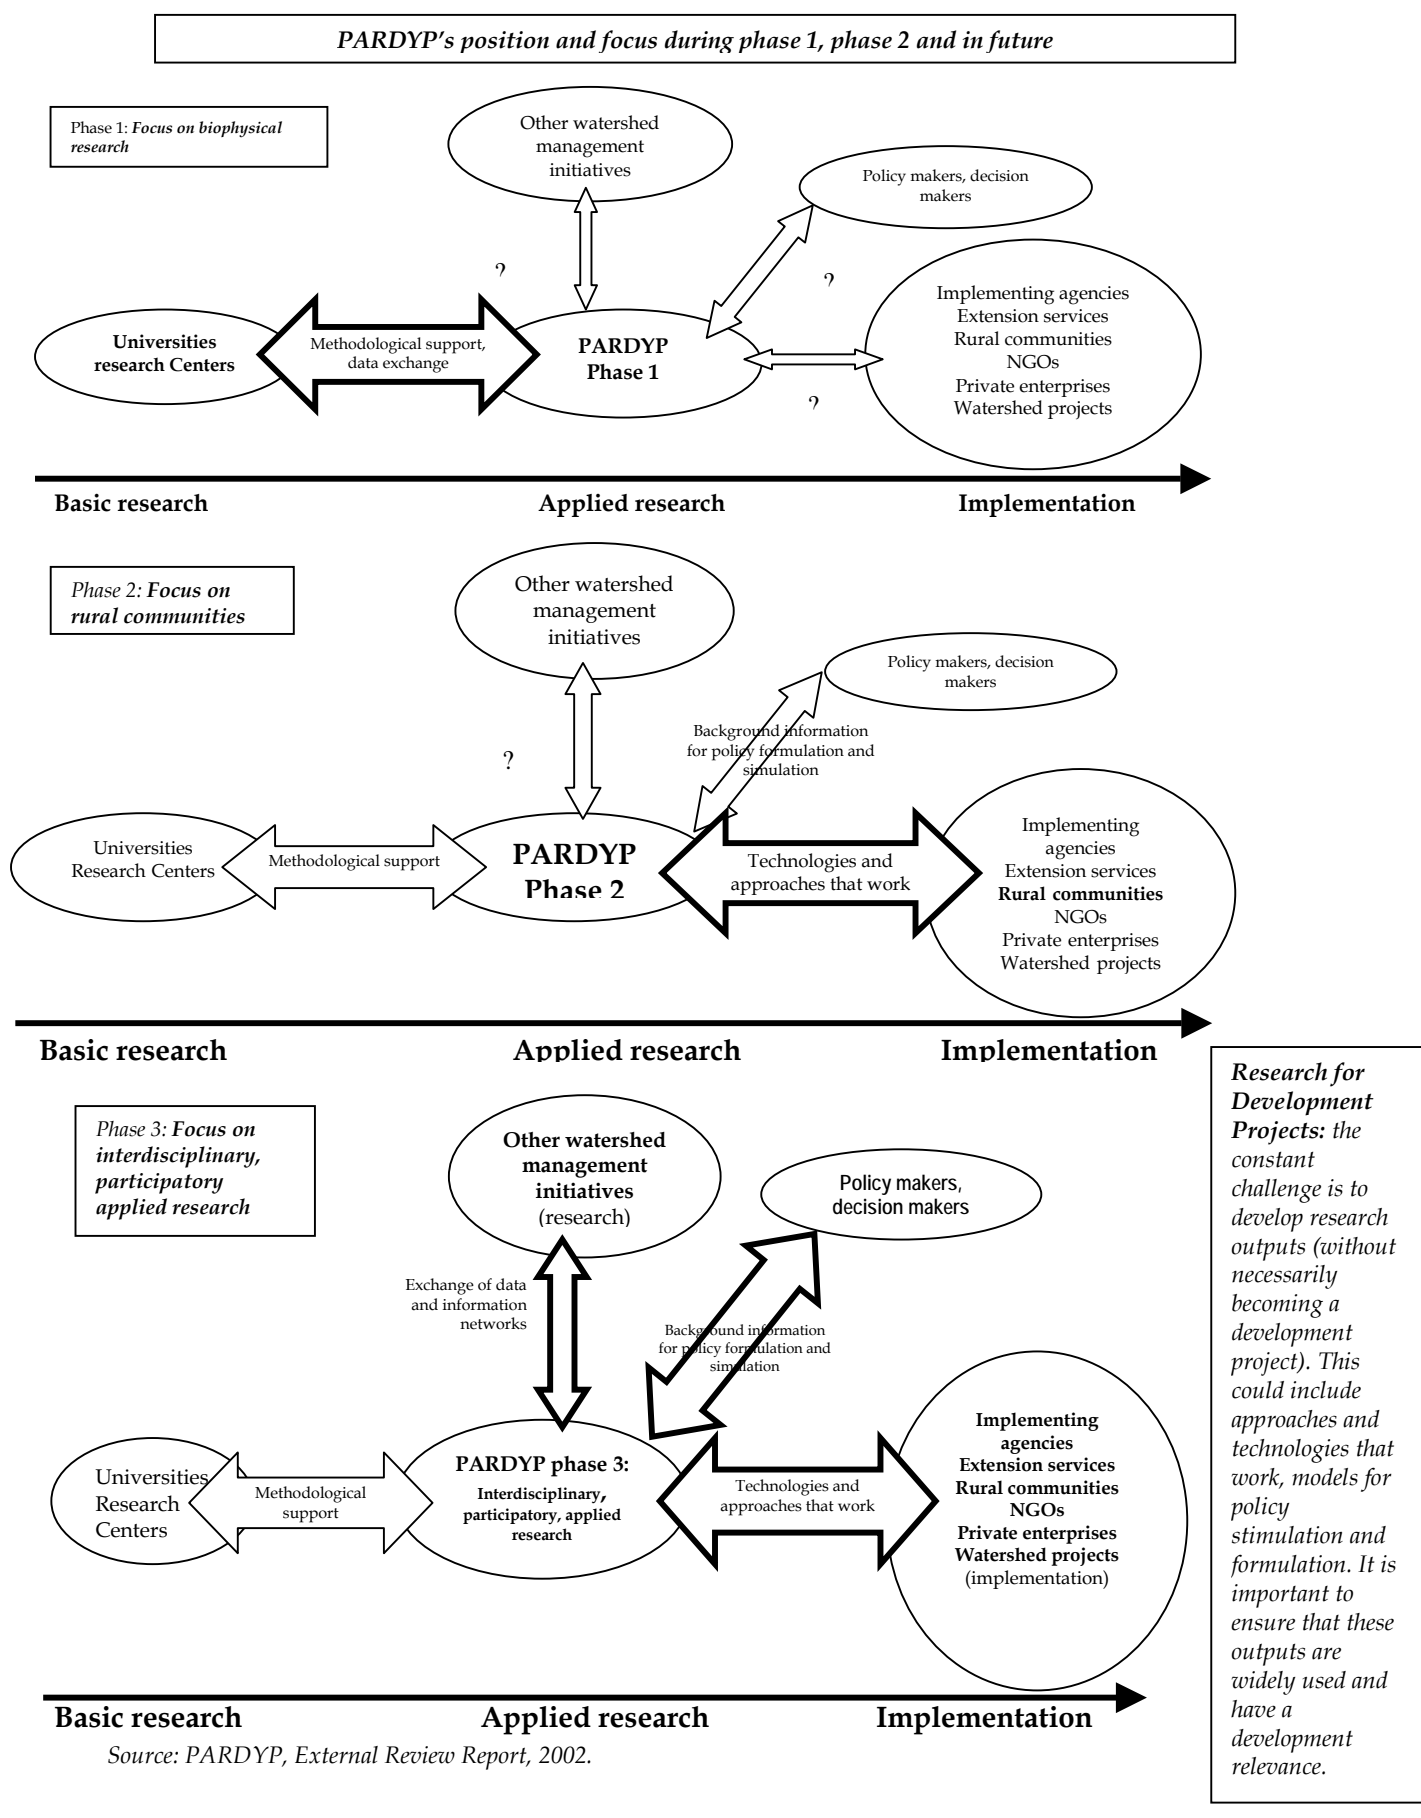 PARDYP's position and focus during phase 1, phase 2 and in future
Phase 1: Focus on biophysical
research
Other watershed
management
initiatives
Policy makers, decision
makers
?
?
Implementing agencies
Extension services
Rural communities
NGOs
Private enterprises
Watershed projects
Universities
research Centers
Methodological support,
data exchange
PARDYP
Phase 1
?
Basic research
Applied research
Implementation
Phase 2: Focus on
rural communities
Other watershed
management
initiatives
Policy makers, decision
makers
Background information
for policy formulation and
simulation
?
Universities
Research Centers
Methodological support
PARDYP
Phase 2
Technologies and
approaches that work
Implementing
agencies
Extension services
Rural communities
NGOs
Private enterprises
Watershed projects
Basic research
Applied research
Implementation
Phase 3: Focus on
interdisciplinary,
participatory
applied research
Other watershed
management
initiatives
(research)
Policy makers,
decision makers
Exchange of data
and information
networks
Background information
for policy formulation and
simulation
Universities
Research
Centers
Methodological
support
PARDYP phase 3:
Interdisciplinary,
participatory, applied
research
Technologies and
approaches that work
Implementing
agencies
Extension services
Rural communities
NGOs
Private enterprises
Watershed projects
(implementation)
Basic research
Applied research
Implementation
Source: PARDYP, External Review Report, 2002.
Research for
Development
Projects: the
constant
challenge is to
develop research
outputs (without
necessarily
becoming a
development
project). This
could include
approaches and
technologies that
work, models for
policy
stimulation and
formulation. It is
important to
ensure that these
outputs are
widely used and
have a
development
relevance.